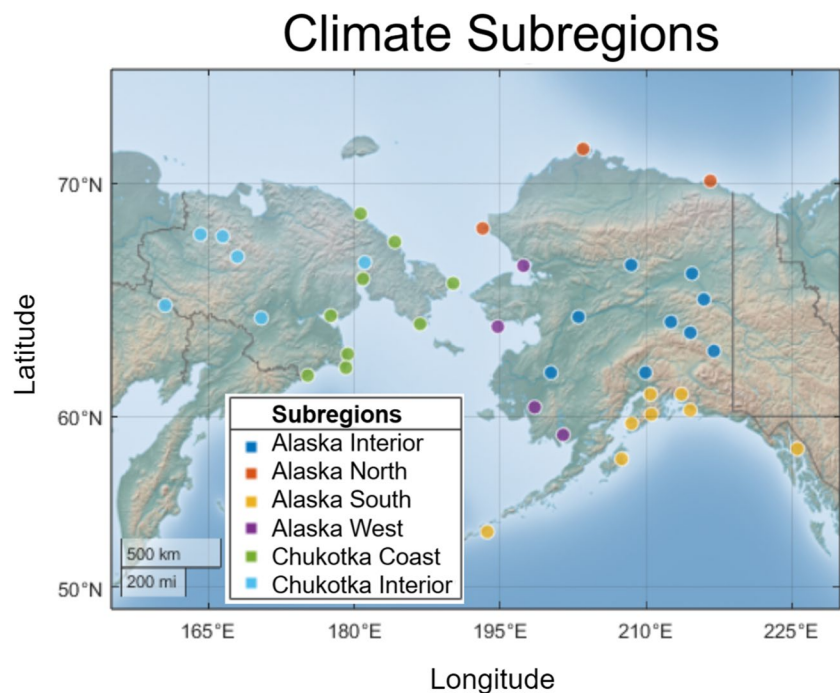 Climate Subregions
Latitude
70°N
60°N
50°N
Subregions
Alaska Interior
Alaska North
Alaska South
Alaska West
Chukotka Coast
Chukotka Interior
500 km
200 mi
165°E 180°E 195°E 210°E 225°E
Longitude